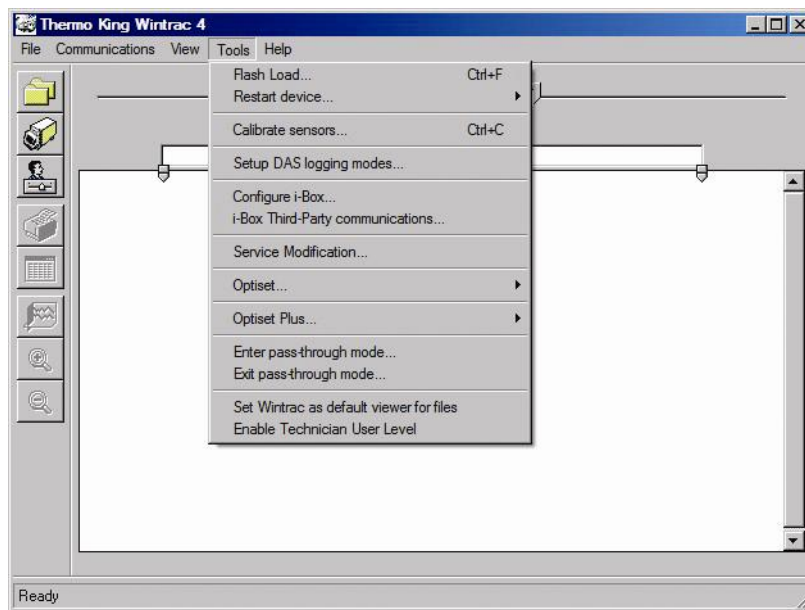 Thermo King Wintrac 4
File Communications View Tools Help
Flash Load... Ctrl+F
Restart device...
Calibrate sensors... Ctrl+C
Setup DAS logging modes...
Configure i-Box...
i-Box Third-Party communications...
Service Modification...
Optiset...
Optiset Plus...
Enter pass-through mode...
Exit pass-through mode...
Set Wintrac as default viewer for files
Enable Technician User Level
Ready